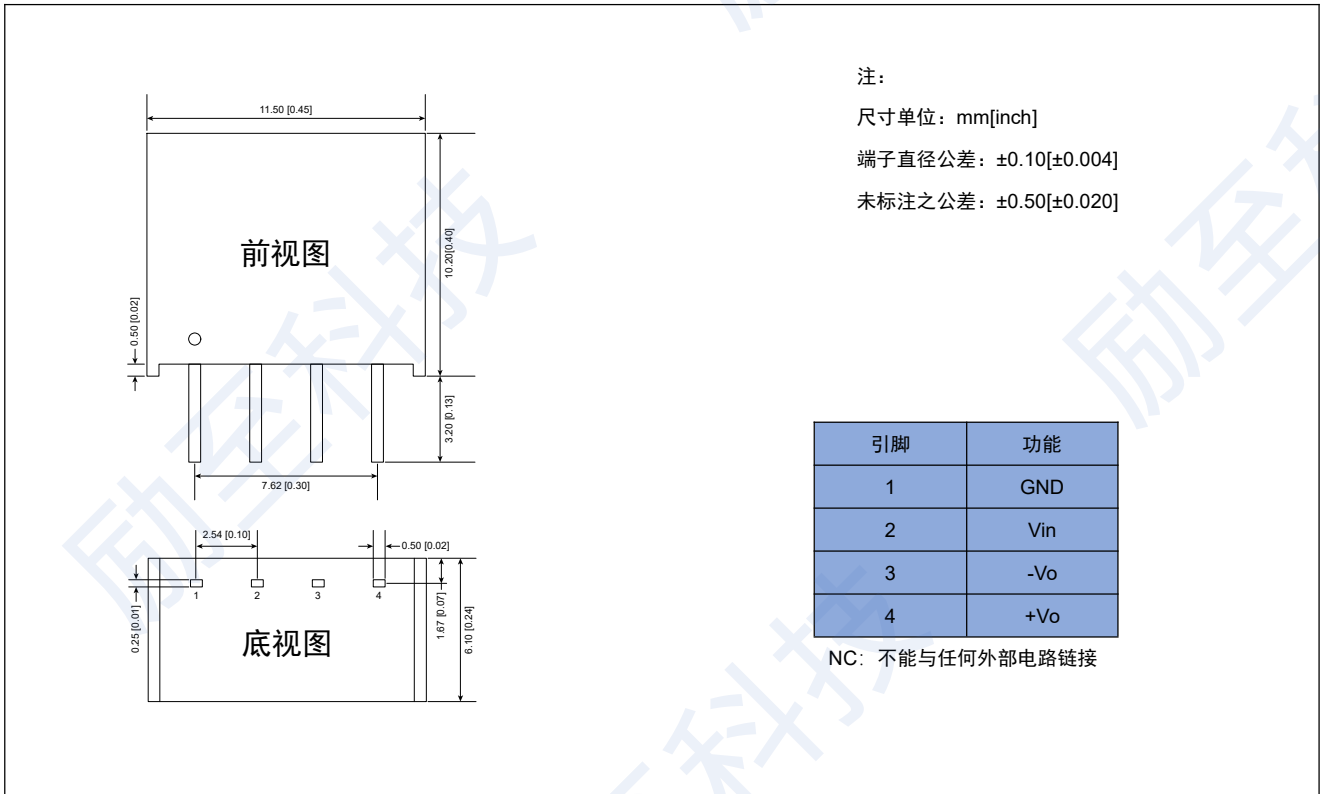 11.50 [0.45]
前视图
10.20[0.40]
0.50 [0.02]
3.20 [0.13]
7.62 [0.30]
2.54 [0.10]
0.50 [0.02]
1 2 3 4
0.25 [0.01]
底视图
1.67 [0.07]
6.10 [0.24]
注：
尺寸单位：mm[inch]
端子直径公差：±0.10[±0.004]
未标注之公差：±0.50[±0.020]
引脚 功能
1 GND
2 Vin
3 -Vo
4 +Vo
NC: 不能与任何外部电路链接
励至科技
励至
科技